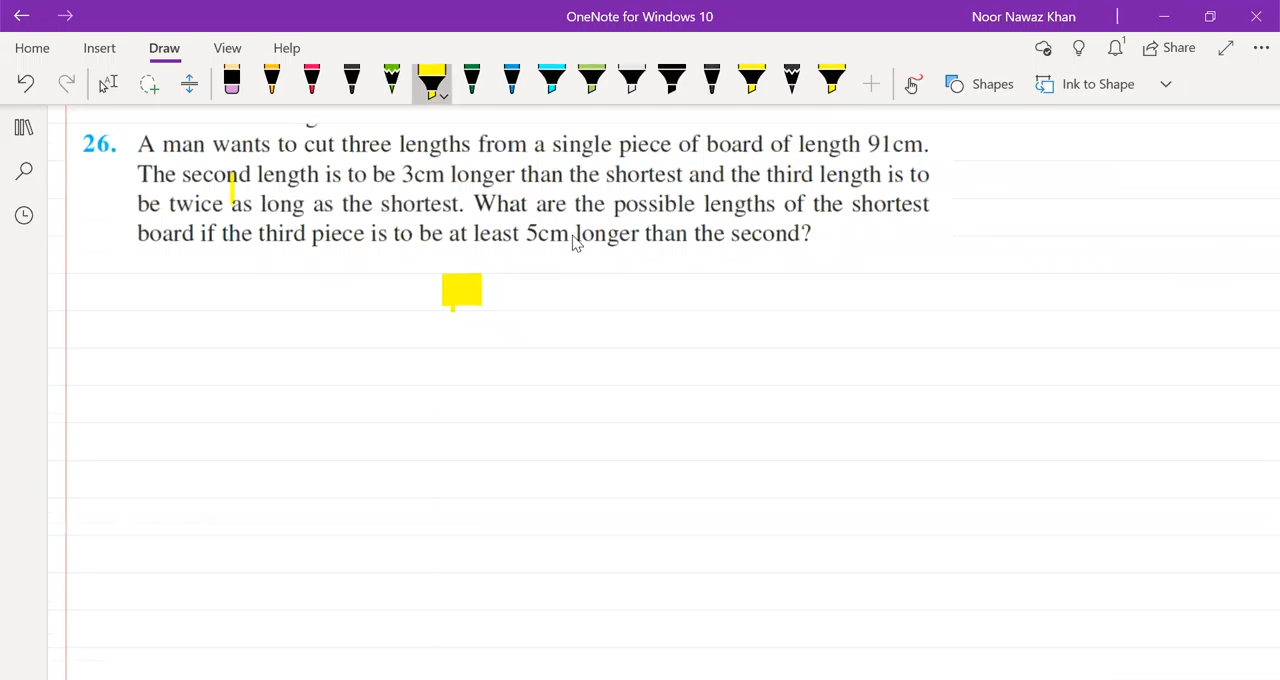 OneNote for Windows 10
Noor Nawaz Khan
Home Insert Draw View Help
1
Share
Shapes
Ink to Shape
26. A man wants to cut three lengths from a single piece of board of length 91cm.
The second length is to be 3cm longer than the shortest and the third length is to
be twice as long as the shortest. What are the possible lengths of the shortest
board if the third piece is to be at least 5cm longer than the second?